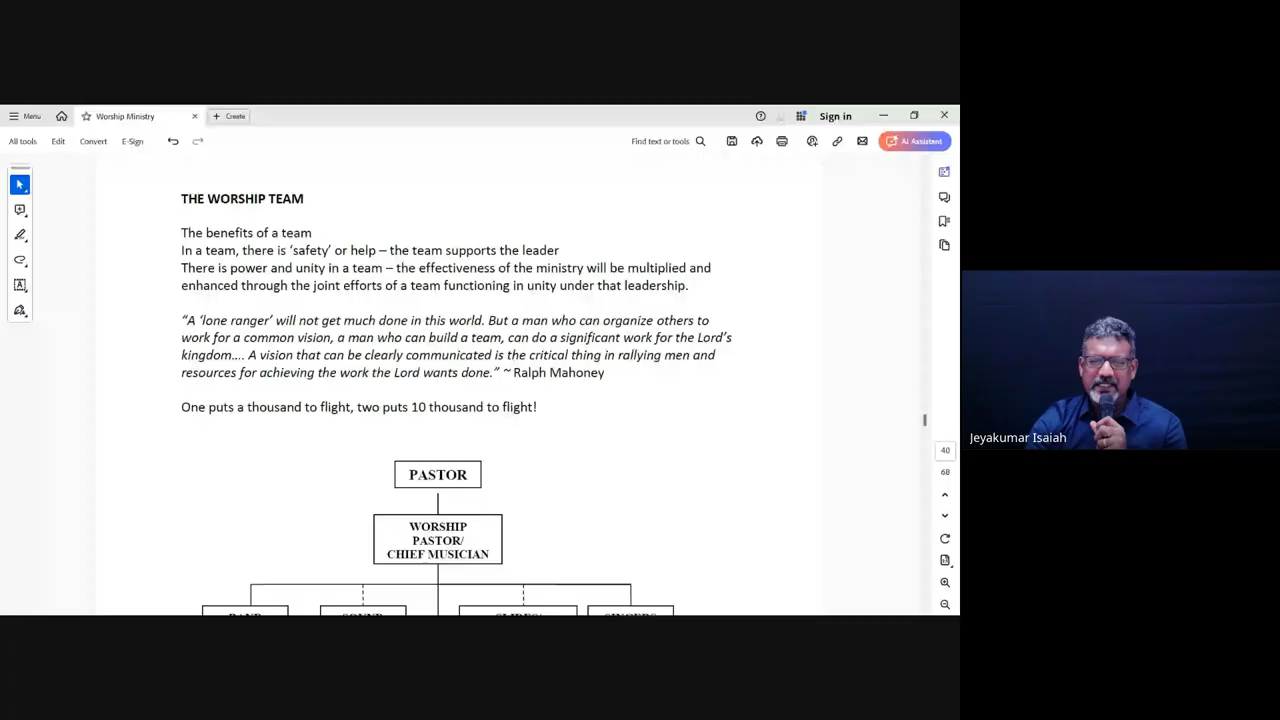 Menu
Worship Ministry
Create
Sign in
All tools
Edit
Convert
E-Sign
Find text or tools
AI Assistant
THE WORSHIP TEAM
The benefits of a team
In a team, there is ‘safety’ or help – the team supports the leader
There is power and unity in a team – the effectiveness of the ministry will be multiplied and
enhanced through the joint efforts of a team functioning in unity under that leadership.
“A ‘lone ranger’ will not get much done in this world. But a man who can organize others to
work for a common vision, a man who can build a team, can do a significant work for the Lord’s
kingdom…. A vision that can be clearly communicated is the critical thing in rallying men and
resources for achieving the work the Lord wants done.” ~ Ralph Mahoney
One puts a thousand to flight, two puts 10 thousand to flight!
PASTOR
WORSHIP
PASTOR/
CHIEF MUSICIAN
40
68
Jeyakumar Isaiah